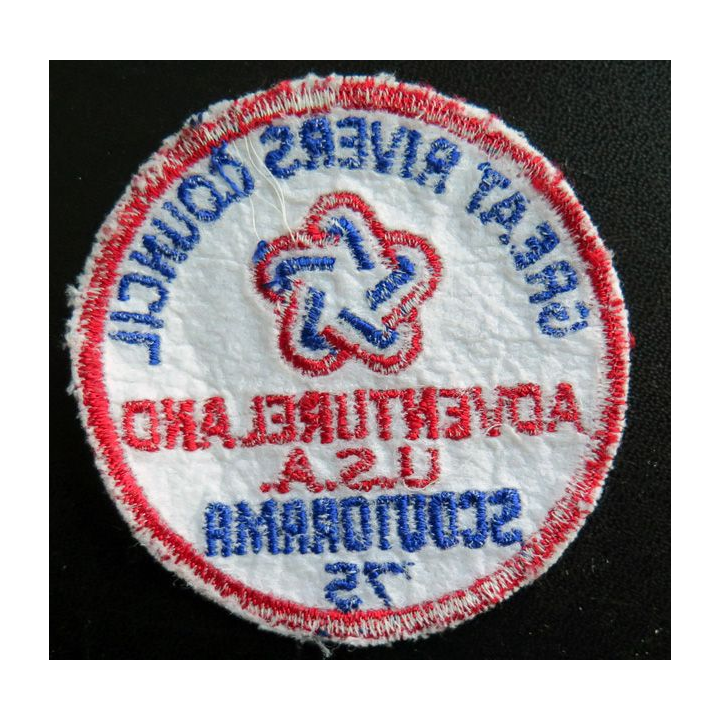 GREAT RIVERS COUNCIL
ADVENTURELAND
U.S.A.
SCOUTORAMA
'75